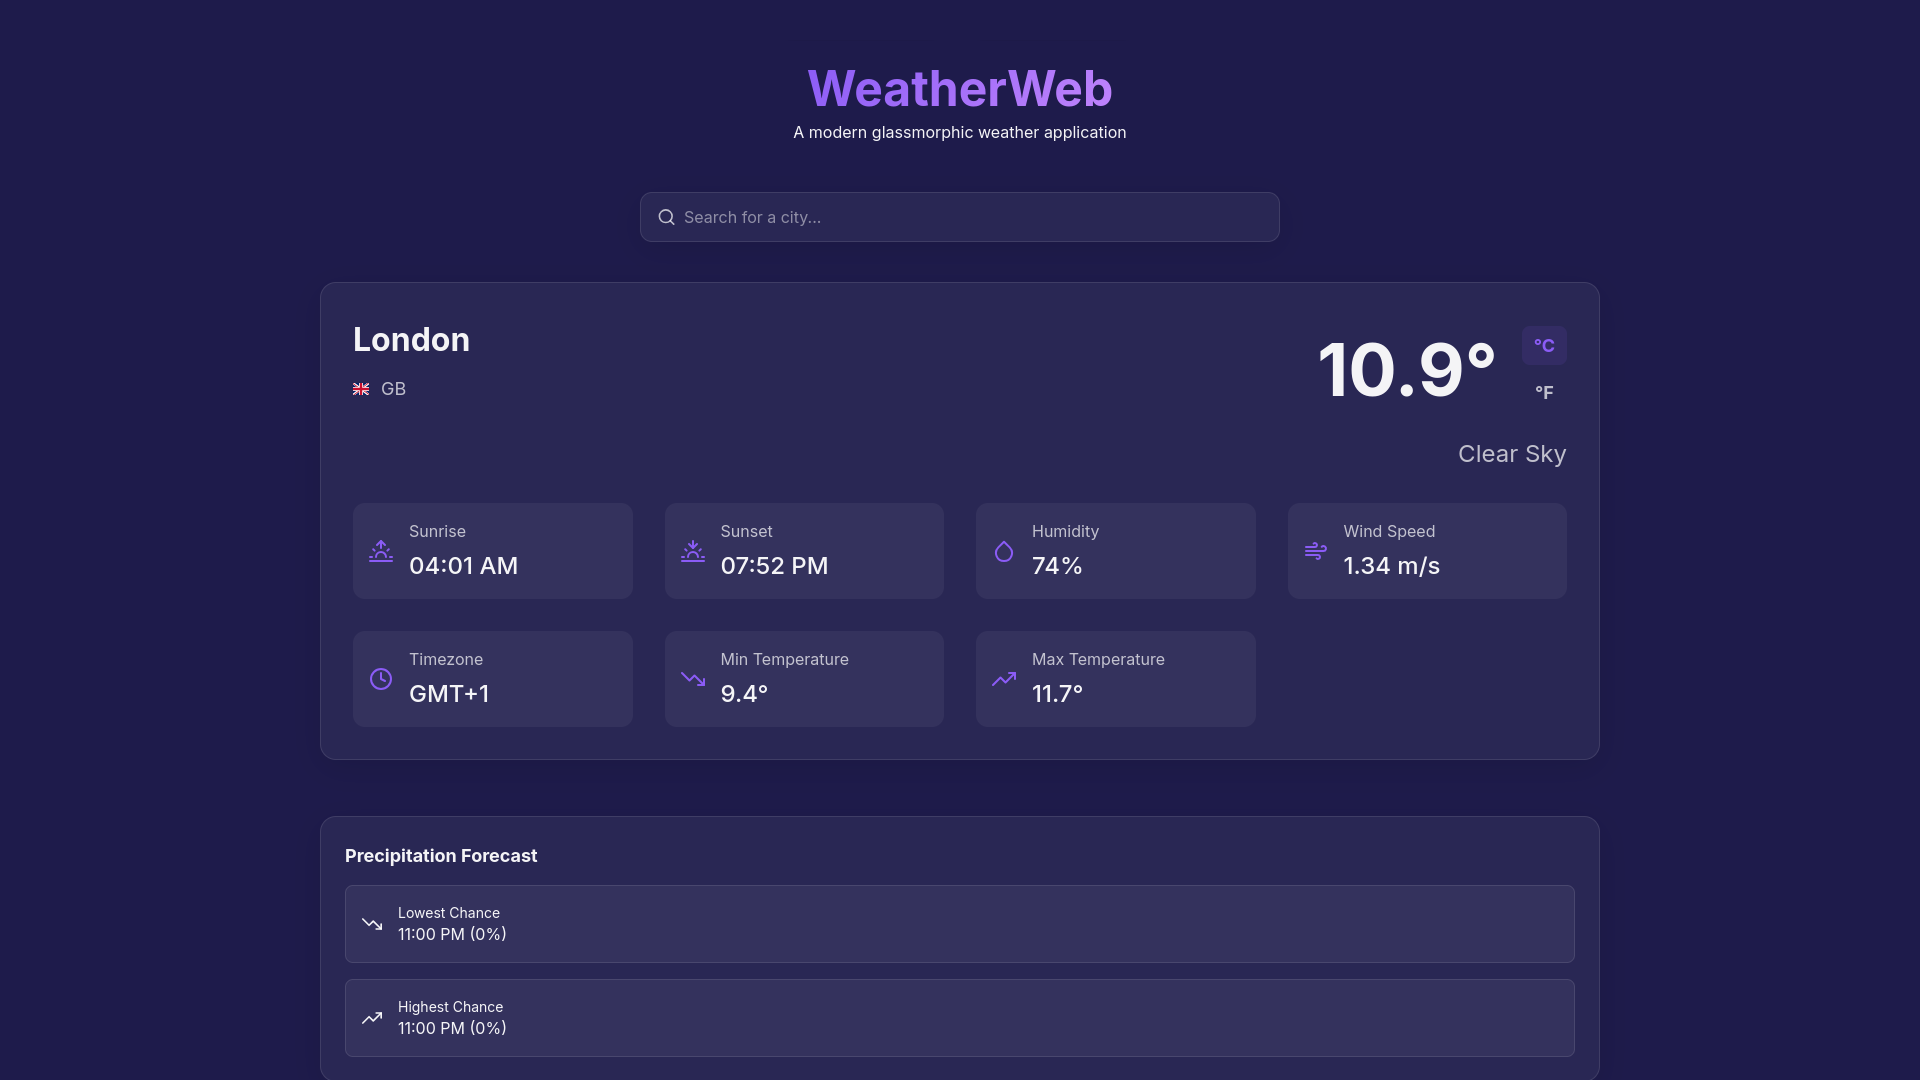 WeatherWeb
A modern glassmorphic weather application
Search for a city...
London
GB
10.9°
°C
°F
Clear Sky
Sunrise
04:01 AM
Sunset
07:52 PM
Humidity
74%
Wind Speed
1.34 m/s
Timezone
GMT+1
Min Temperature
9.4°
Max Temperature
11.7°
Precipitation Forecast
Lowest Chance
11:00 PM (0%)
Highest Chance
11:00 PM (0%)